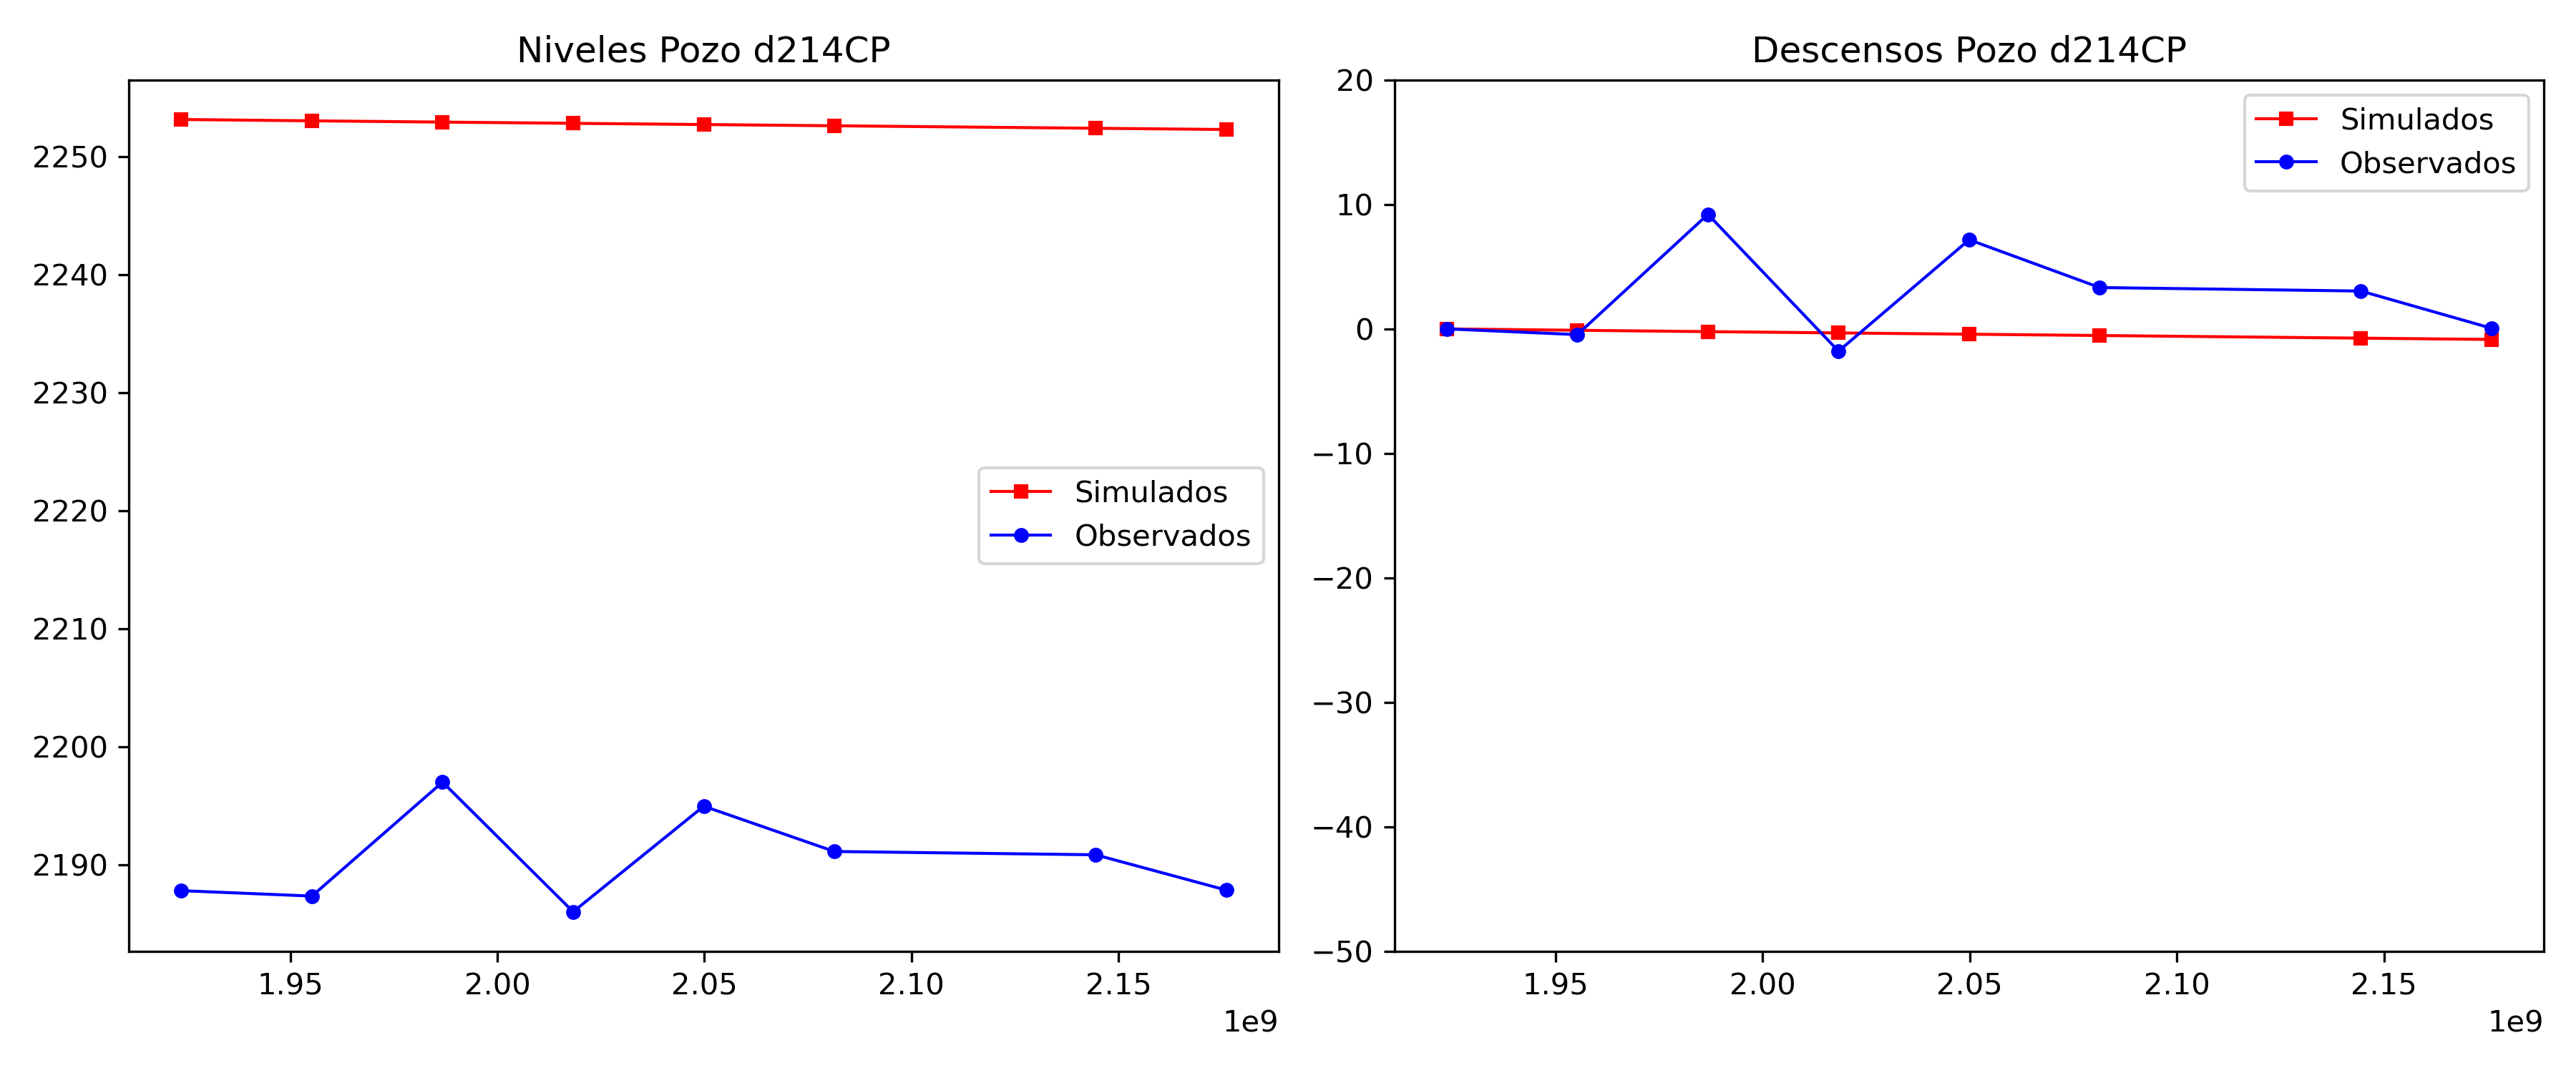 Niveles Pozo d214CP
2250
2240
2230
2220
2210
2200
2190
Simulados
Observados
1.95 2.00 2.05 2.10 2.15
1e9
Descensos Pozo d214CP
20
10
0
−10
−20
−30
−40
−50
Simulados
Observados
1.95 2.00 2.05 2.10 2.15
1e9